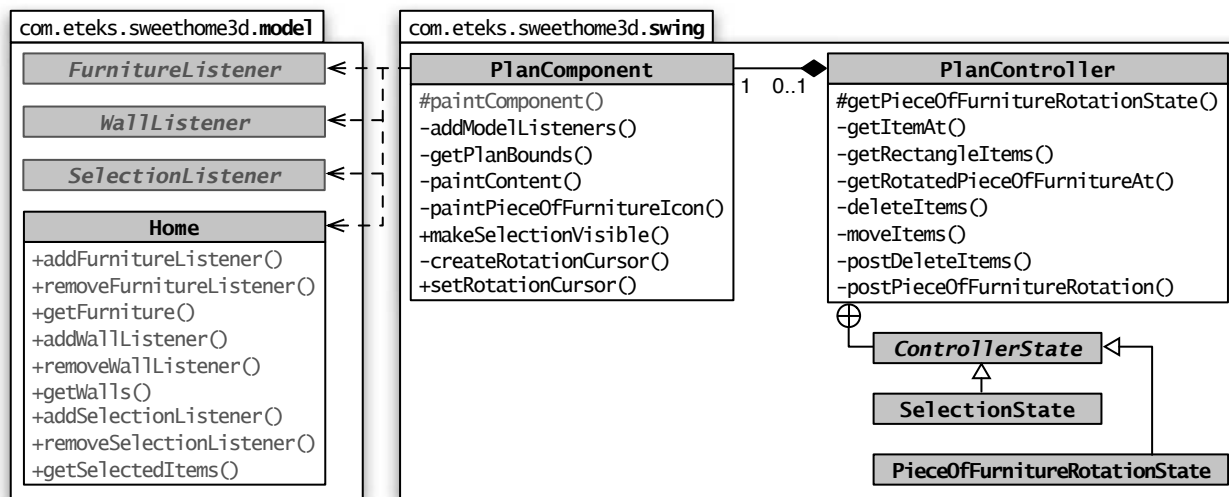 com.eteks.sweethome3d.model
FurnitureListener
WallListener
SelectionListener
Home
+addFurnitureListener()
+removeFurnitureListener()
+getFurniture()
+addWallListener()
+removeWallListener()
+getWalls()
+addSelectionListener()
+removeSelectionListener()
+getSelectedItems()
com.eteks.sweethome3d.swing
PlanComponent
#paintComponent()
-addModelListeners()
-getPlanBounds()
-paintContent()
-paintPieceOfFurnitureIcon()
+makeSelectionVisible()
-createRotationCursor()
+setRotationCursor()
1 0..1
PlanController
#getPieceOfFurnitureRotationState()
-getItemAt()
-getRectangleItems()
-getRotatedPieceOfFurnitureAt()
-deleteItems()
-moveItems()
-postDeleteItems()
-postPieceOfFurnitureRotation()
ControllerState
SelectionState
PieceOfFurnitureRotationState